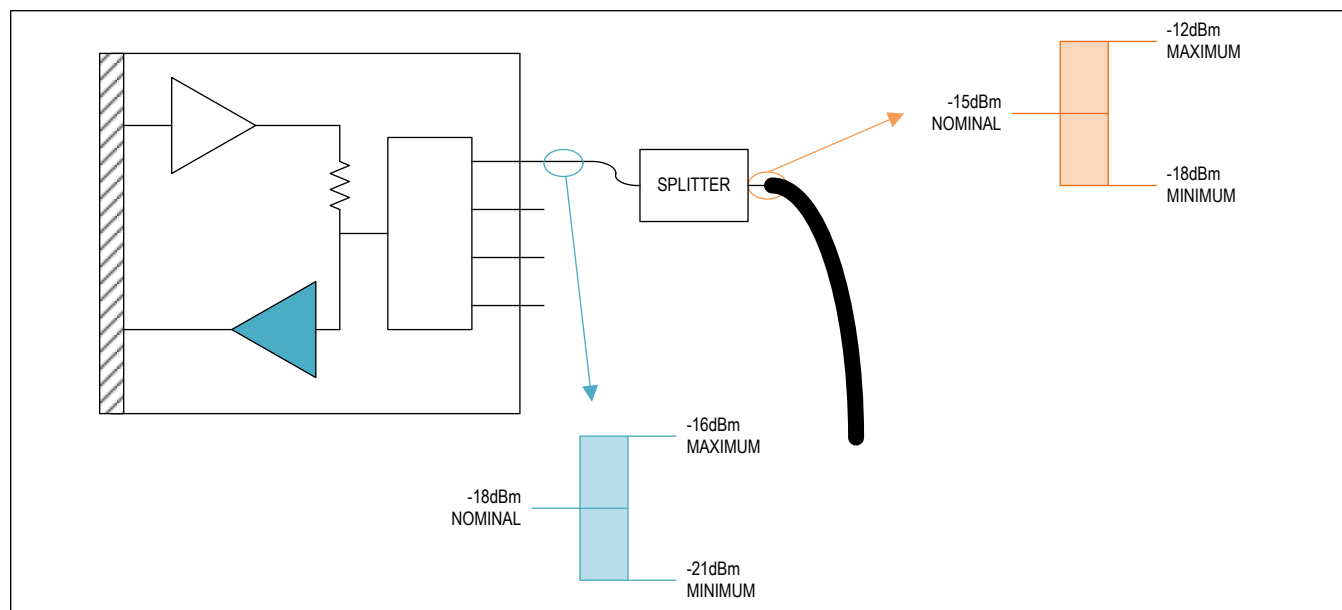 -12dBm
MAXIMUM
-15dBm
NOMINAL
SPLITTER
-18dBm
MINIMUM
-16dBm
MAXIMUM
-18dBm
NOMINAL
-21dBm
MINIMUM